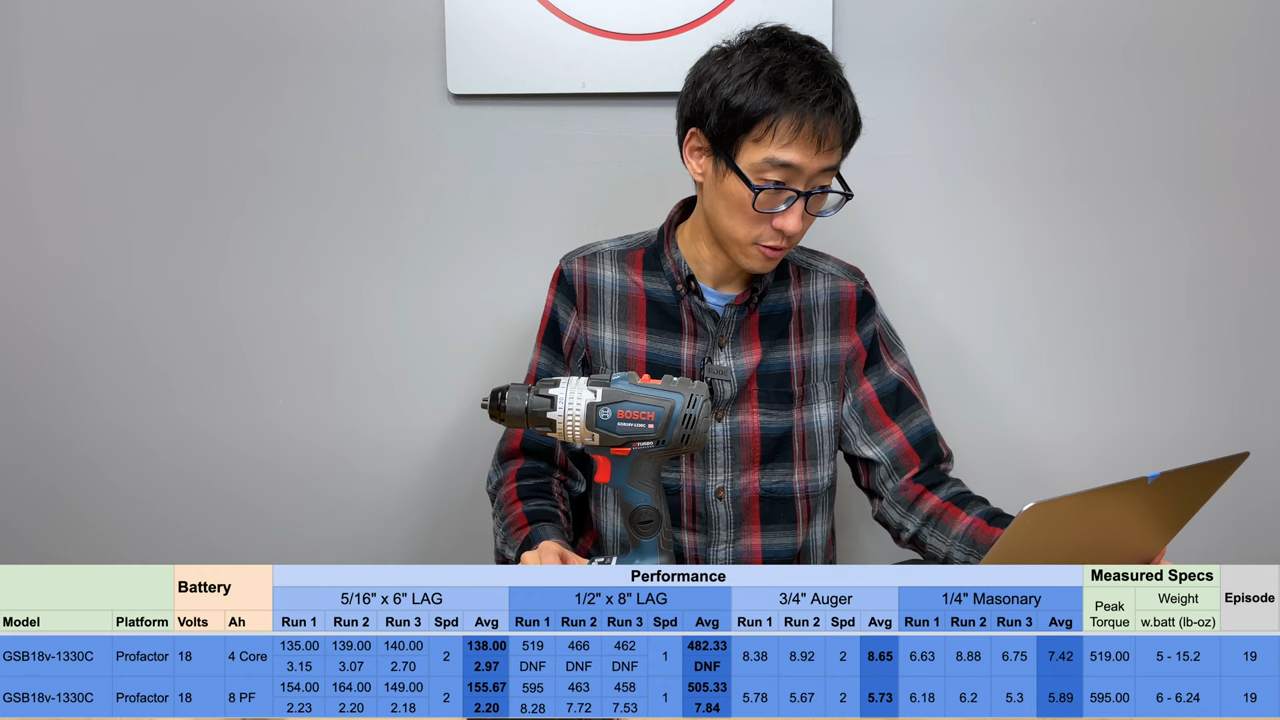 RODE
BOSCH
GSB18V-1330C
TURBO
Battery
Performance
Measured Specs
Episode
5/16" x 6" LAG
1/2" x 8" LAG
3/4" Auger
1/4" Masonary
Peak Torque
Weight
Model Platform Volts Ah Run 1 Run 2 Run 3 Spd Avg Run 1 Run 2 Run 3 Spd Avg Run 1 Run 2 Spd Avg Run 1 Run 2 Run 3 Avg w.batt (lb-oz)
135.00 139.00 140.00 138.00 519 466 462 482.33
GSB18v-1330C Profactor 18 4 Core 2 1 8.38 8.92 2 8.65 6.63 8.88 6.75 7.42 519.00 5 - 15.2 19
3.15 3.07 2.70 2.97 DNF DNF DNF DNF
154.00 164.00 149.00 155.67 595 463 458 505.33
GSB18v-1330C Profactor 18 8 PF 2 1 5.78 5.67 2 5.73 6.18 6.2 5.3 5.89 595.00 6 - 6.24 19
2.23 2.20 2.18 2.20 8.28 7.72 7.53 7.84